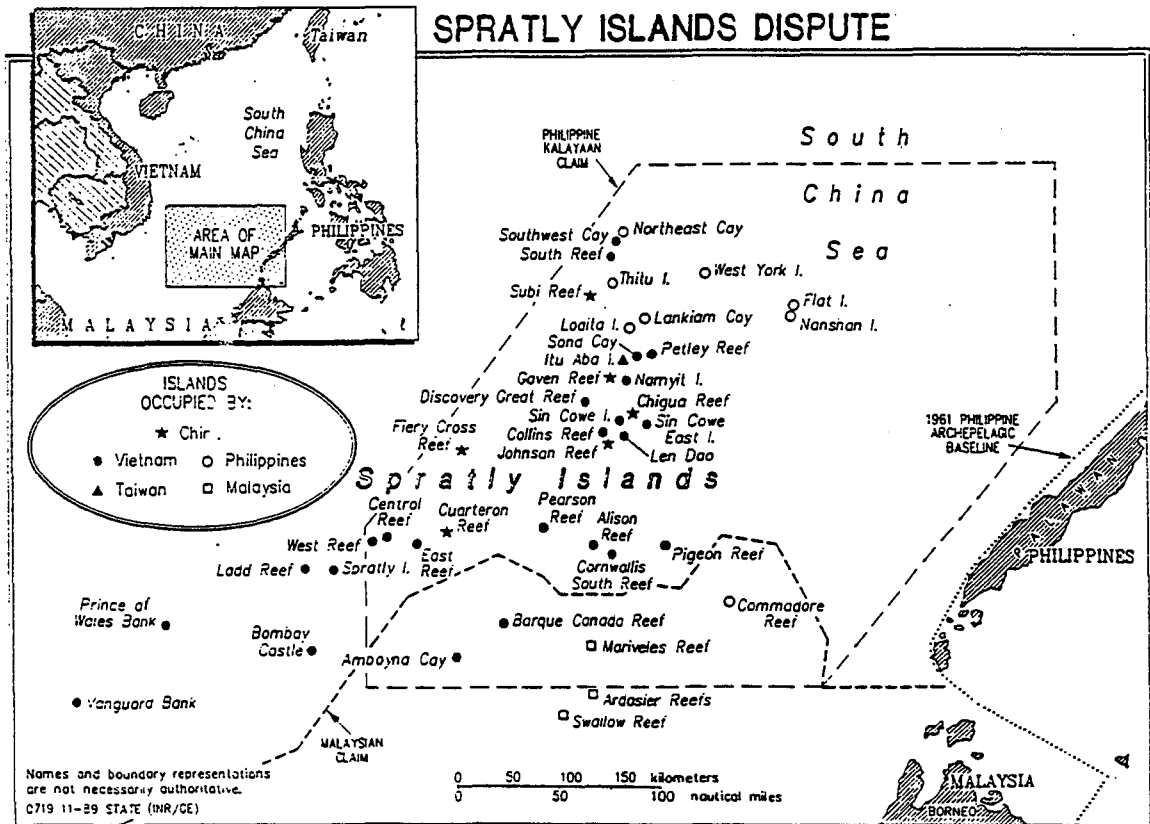 SPRATLY ISLANDS DISPUTE
CHINA
Taiwan
South
China
Sea
VIETNAM
AREA OF
MAIN MAP
PHILIPPINES
MALAYSIA
PHILIPPINE
KALAYAAN
CLAIM
South
China
Sea
Southwest Cay
Northeast Cay
South Reef
Thitu I.
West York I.
Subi Reef
Flat I.
Nanshan I.
Loaita I.
Lankiam Cay
Sand Cay
Petley Reef
Itu Aba I.
Gaven Reef
Namyit I.
Discovery Great Reef
Chigua Reef
Sin Cowe I.
Sin Cowe
East I.
Collins Reef
Johnson Reef
Len Dao
Fiery Cross
Reef
ISLANDS
OCCUPIED BY:
★ Chin
● Vietnam ○ Philippines
▲ Taiwan □ Malaysia
1961 PHILIPPINE
ARCHEPELAGIC
BASELINE
PALAWAN
PHILIPPINES
Spratly Islands
Central
Reef
Cuarteron
Reef
Pearson
Reef
Alison
Reef
West Reef
East
Reef
Pigeon Reef
Ladd Reef
Spratly I.
Cornwallis
South Reef
Prince of
Wales Bank
Bombay
Castle
Barque Canada Reef
Commodore
Reef
Mariveles Reef
Amboyna Cay
Vanguard Bank
Ardasier Reefs
Swallow Reef
MALAYSIAN
CLAIM
Names and boundary representations
are not necessarily authoritative.
C719 11-89 STATE (INR/GE)
0 50 100 150 kilometers
0 50 100 nautical miles
MALAYSIA
BORNEO